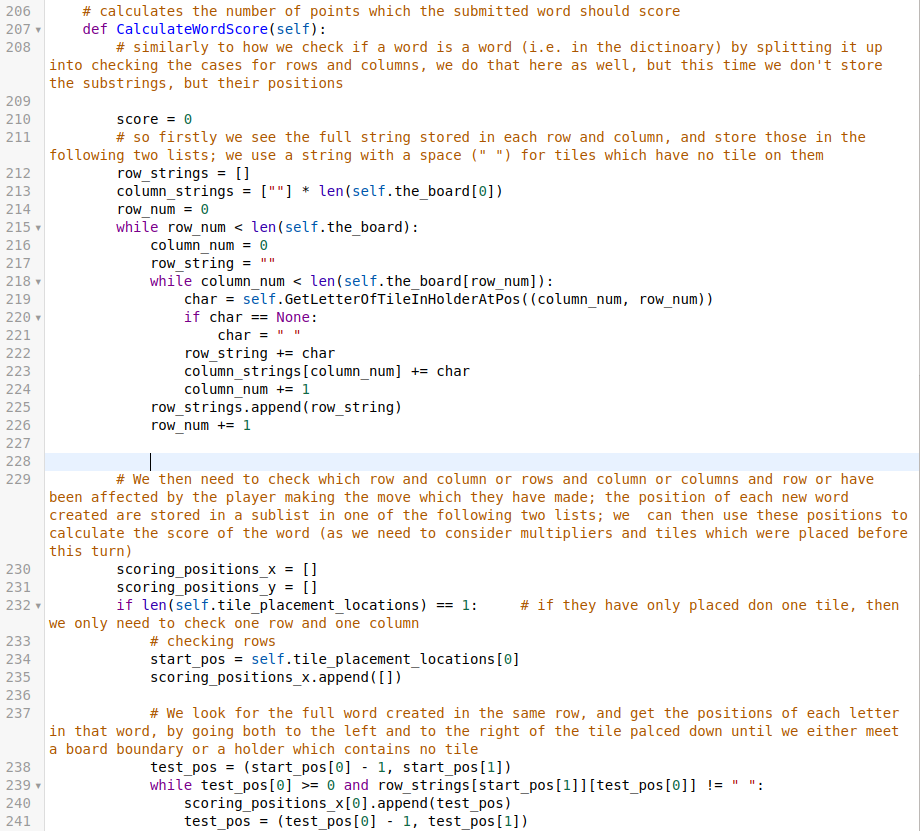 206     # calculates the number of points which the submitted word should score
207     def CalculateWordScore(self):
208         # similarly to how we check if a word is a word (i.e. in the dictinoary) by splitting it up
into checking the cases for rows and columns, we do that here as well, but this time we don't store
the substrings, but their positions
209
210         score = 0
211         # so firstly we see the full string stored in each row and column, and store those in the
following two lists; we use a string with a space (" ") for tiles which have no tile on them
212         row_strings = []
213         column_strings = [""] * len(self.the_board[0])
214         row_num = 0
215         while row_num < len(self.the_board):
216             column_num = 0
217             row_string = ""
218             while column_num < len(self.the_board[row_num]):
219                 char = self.GetLetterOfTileInHolderAtPos((column_num, row_num))
220                 if char == None:
221                     char = " "
222                 row_string += char
223                 column_strings[column_num] += char
224                 column_num += 1
225             row_strings.append(row_string)
226             row_num += 1
227
228
229         # We then need to check which row and column or rows and column or columns and row or have
been affected by the player making the move which they have made; the position of each new word
created are stored in a sublist in one of the following two lists; we  can then use these positions to
calculate the score of the word (as we need to consider multipliers and tiles which were placed before
this turn)
230         scoring_positions_x = []
231         scoring_positions_y = []
232         if len(self.tile_placement_locations) == 1:     # if they have only placed don one tile, then
we only need to check one row and one column
233             # checking rows
234             start_pos = self.tile_placement_locations[0]
235             scoring_positions_x.append([])
236
237             # We look for the full word created in the same row, and get the positions of each letter
in that word, by going both to the left and to the right of the tile palced down until we either meet
a board boundary or a holder which contains no tile
238             test_pos = (start_pos[0] - 1, start_pos[1])
239             while test_pos[0] >= 0 and row_strings[start_pos[1]][test_pos[0]] != " ":
240                 scoring_positions_x[0].append(test_pos)
241                 test_pos = (test_pos[0] - 1, test_pos[1])